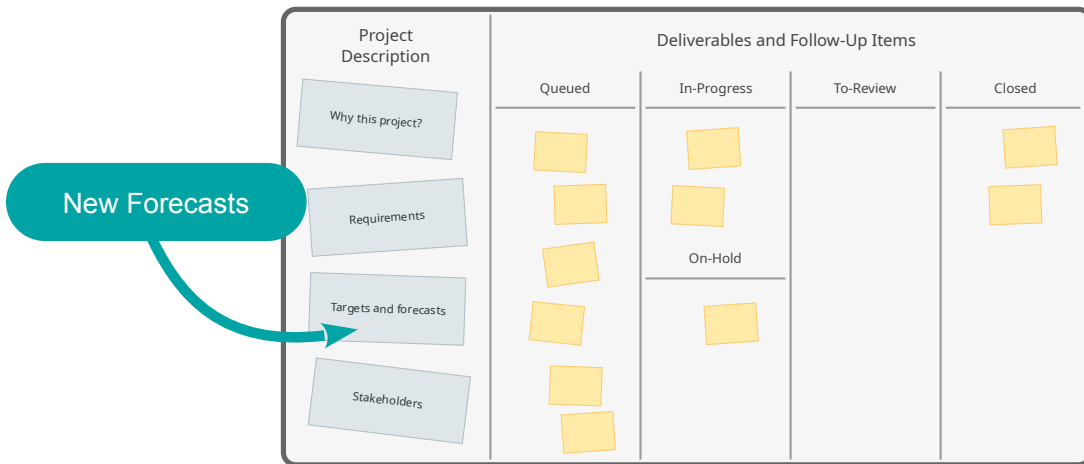 Project
Description
Deliverables and Follow-Up Items
Queued
In-Progress
To-Review
Closed
Why this project?
New Forecasts
Requirements
On-Hold
Targets and forecasts
Stakeholders